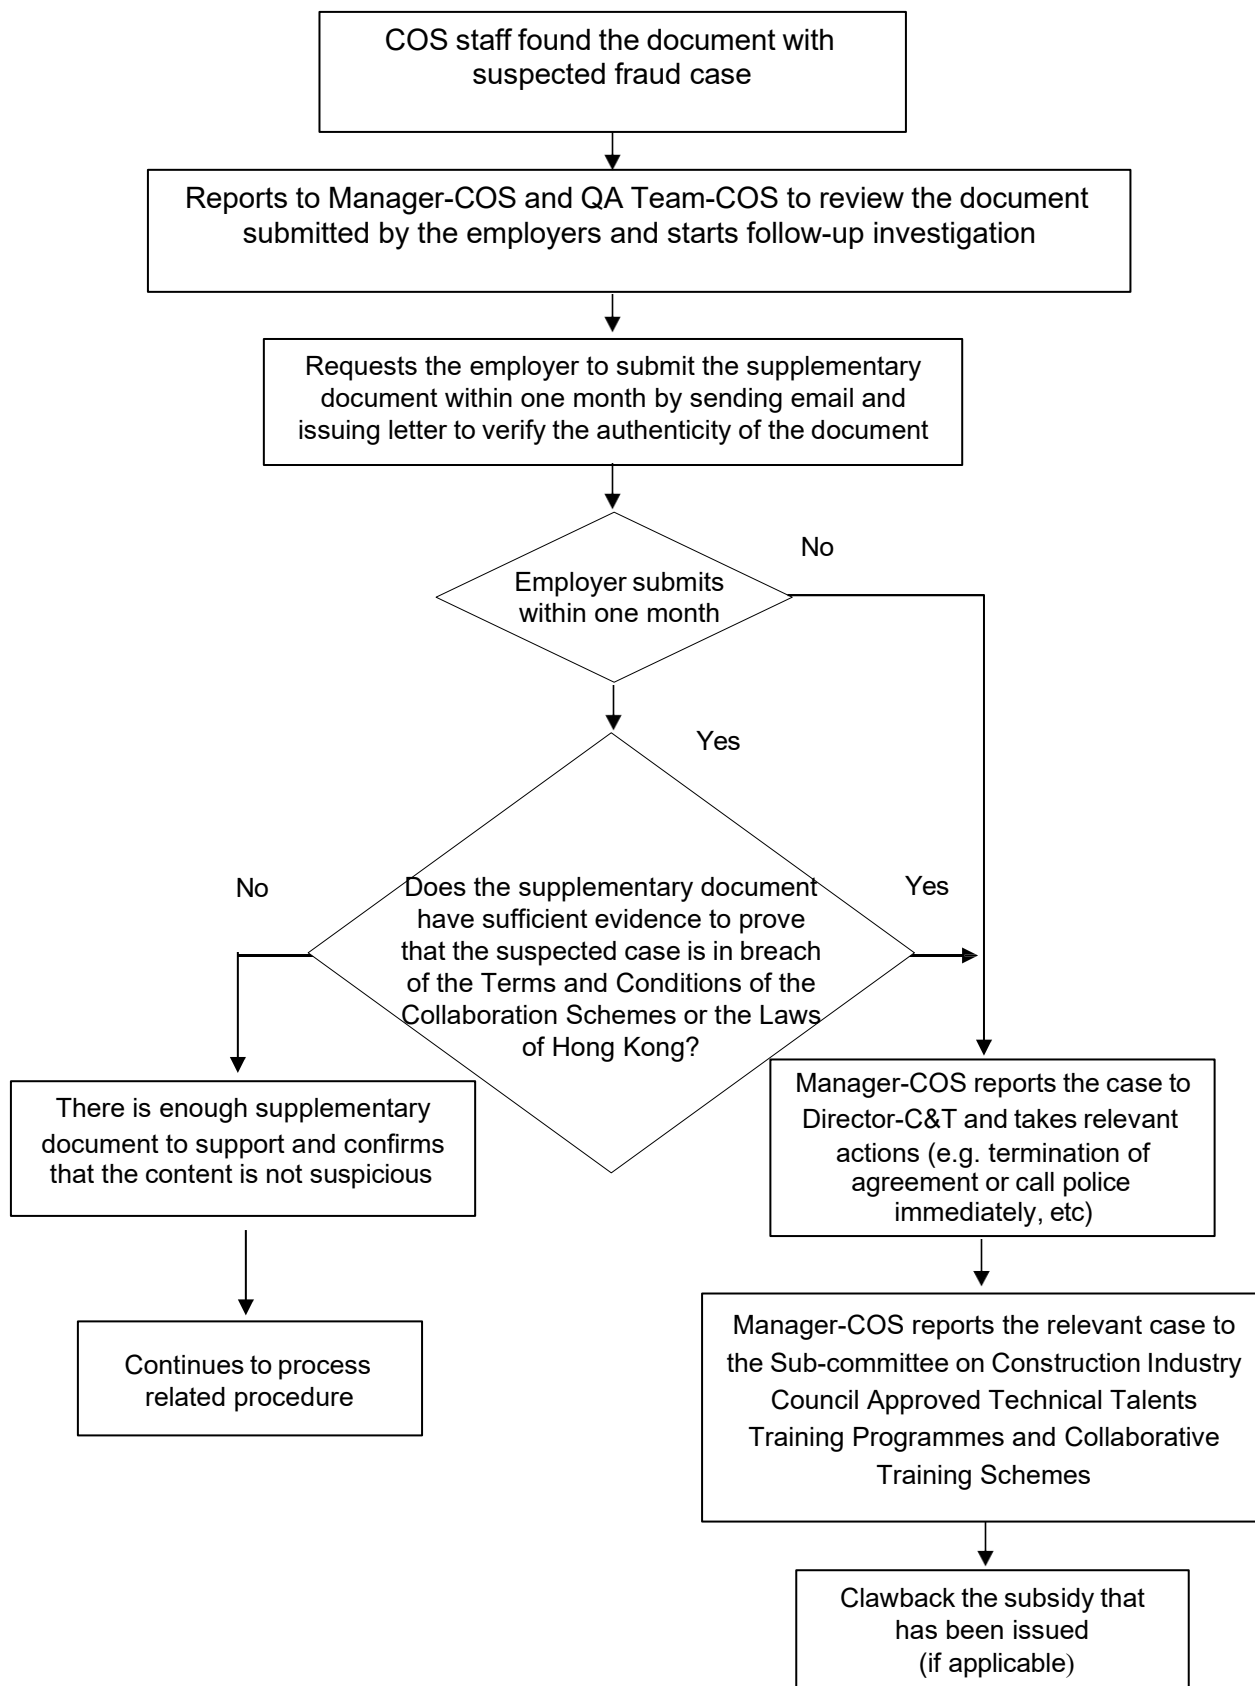 COS staff found the document with
suspected fraud case
Reports to Manager-COS and QA Team-COS to review the document
submitted by the employers and starts follow-up investigation
Requests the employer to submit the supplementary
document within one month by sending email and
issuing letter to verify the authenticity of the document
No
Employer submits
within one month
Yes
No
Yes
Does the supplementary document
have sufficient evidence to prove
that the suspected case is in breach
of the Terms and Conditions of the
Collaboration Schemes or the Laws
of Hong Kong?
There is enough supplementary
document to support and confirms
that the content is not suspicious
Continues to process
related procedure
Manager-COS reports the case to
Director-C&T and takes relevant
actions (e.g. termination of
agreement or call police
immediately, etc)
Manager-COS reports the relevant case to
the Sub-committee on Construction Industry
Council Approved Technical Talents
Training Programmes and Collaborative
Training Schemes
Clawback the subsidy that
has been issued
(if applicable)